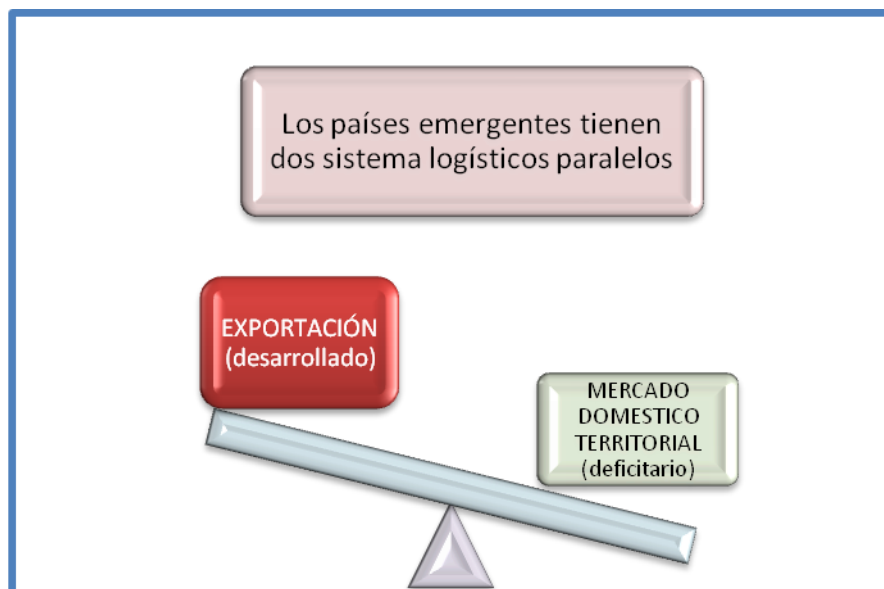 Los países emergentes tienen
dos sistema logísticos paralelos
EXPORTACIÓN
(desarrollado)
MERCADO
DOMESTICO
TERRITORIAL
(deficitario)